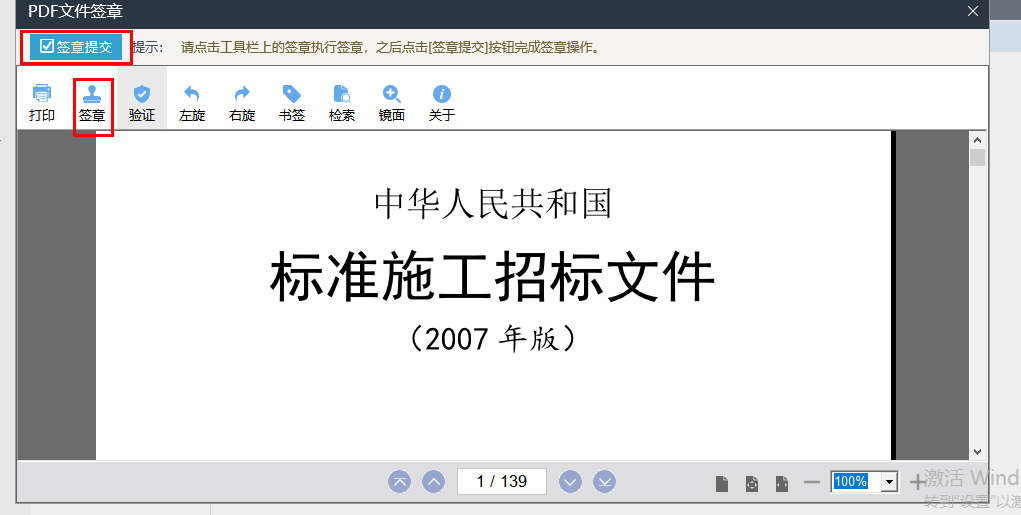 PDF文件签章
签章提交 提示： 请点击工具栏上的签章执行签章，之后点击[签章提交]按钮完成签章操作。
打印 签章 验证 左旋 右旋 书签 检索 镜面 关于
中华人民共和国
标准施工招标文件
（2007 年版）
1 / 139
100%
激活 Wind
转到"设置"以激